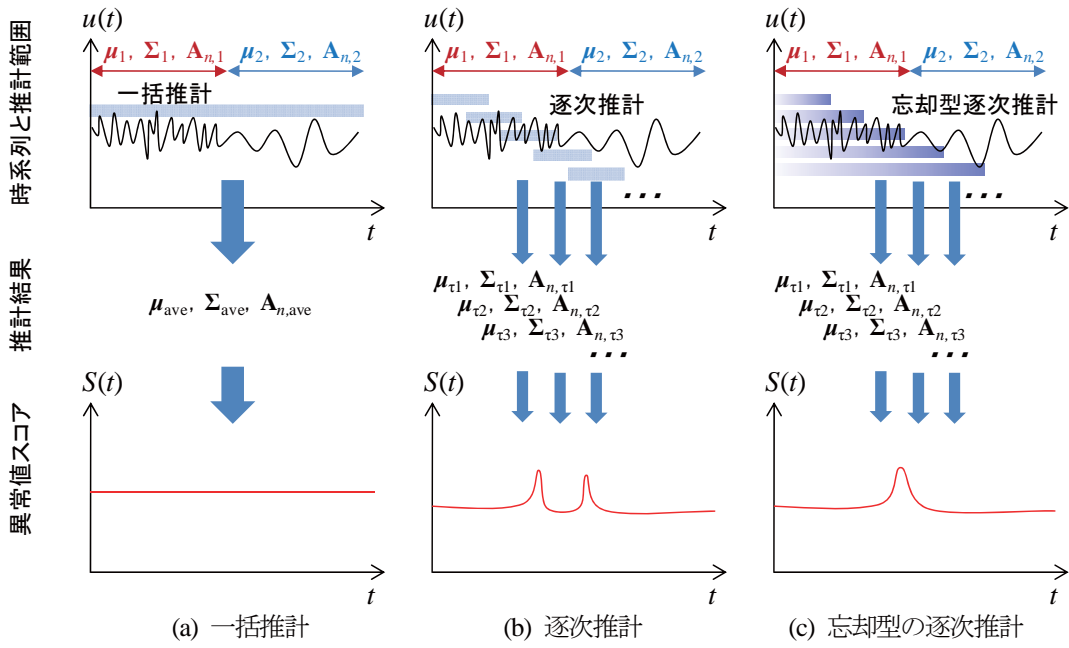 時系列と推計範囲
u(t)
μ1, Σ1, An,1
μ2, Σ2, An,2
一括推計
t
u(t)
μ1, Σ1, An,1
μ2, Σ2, An,2
逐次推計
...
t
u(t)
μ1, Σ1, An,1
μ2, Σ2, An,2
忘却型逐次推計
...
t
推計結果
μave, Σave, An,ave
μτ1, Στ1, An,τ1
μτ2, Στ2, An,τ2
μτ3, Στ3, An,τ3
...
μτ1, Στ1, An,τ1
μτ2, Στ2, An,τ2
μτ3, Στ3, An,τ3
...
異常値スコア
S(t)
t
S(t)
t
S(t)
t
(a) 一括推計
(b) 逐次推計
(c) 忘却型の逐次推計